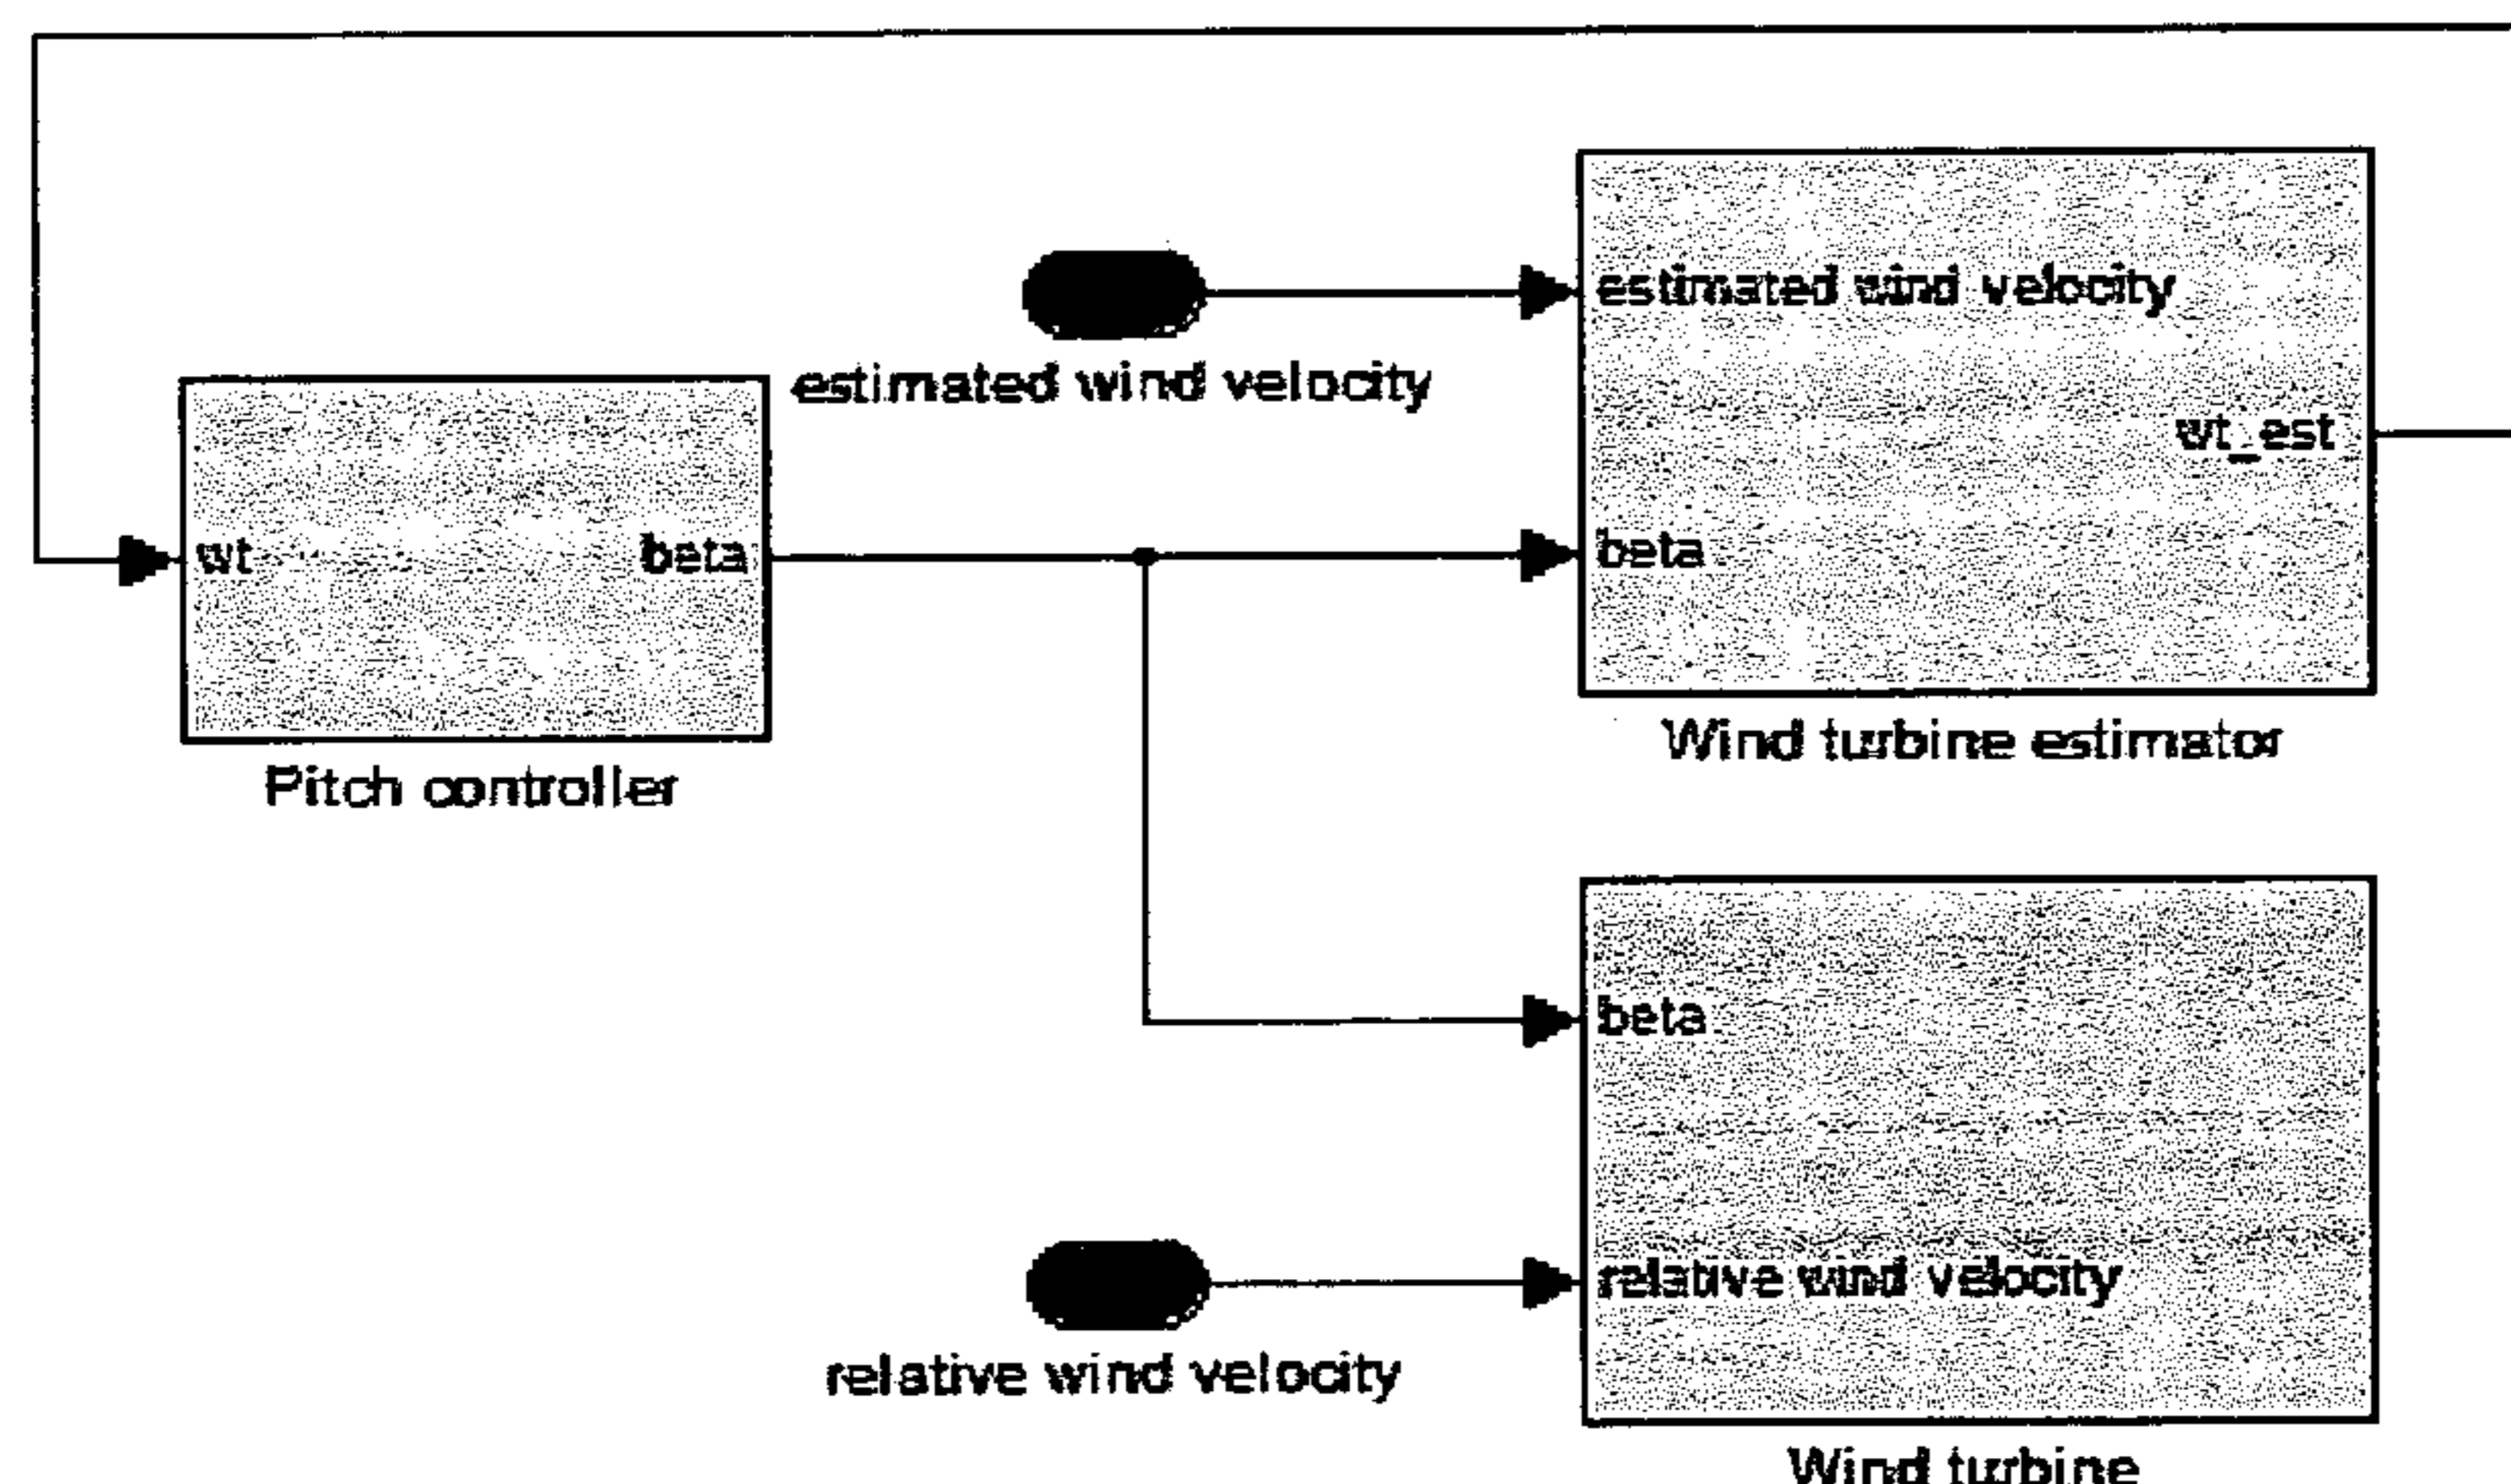 estimated wind velocity
estimated wind velocity
wt_est
wt
beta
beta
Pitch controller
Wind turbine estimator
beta
relative wind velocity
relative wind velocity
Wind turbine